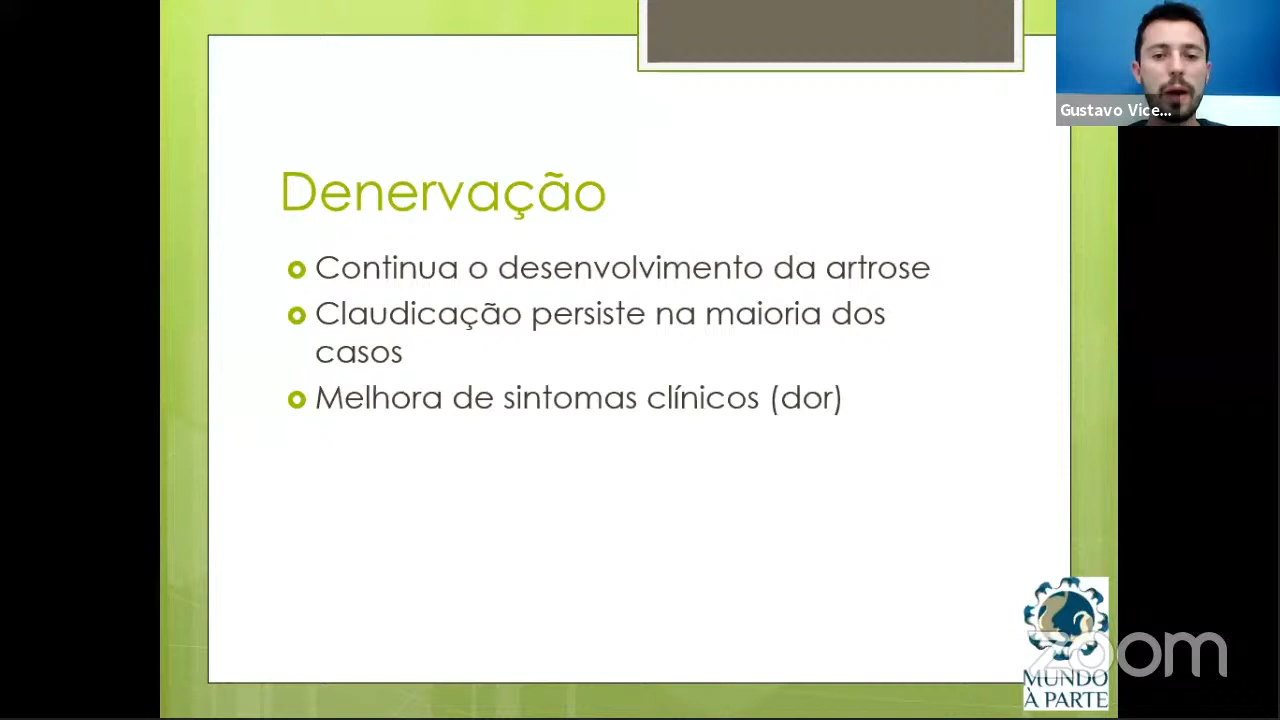 Gustavo Vice...
Denervação
Continua o desenvolvimento da artrose
Claudicação persiste na maioria dos
casos
Melhora de sintomas clínicos (dor)
zoom
MUNDO
À PARTE